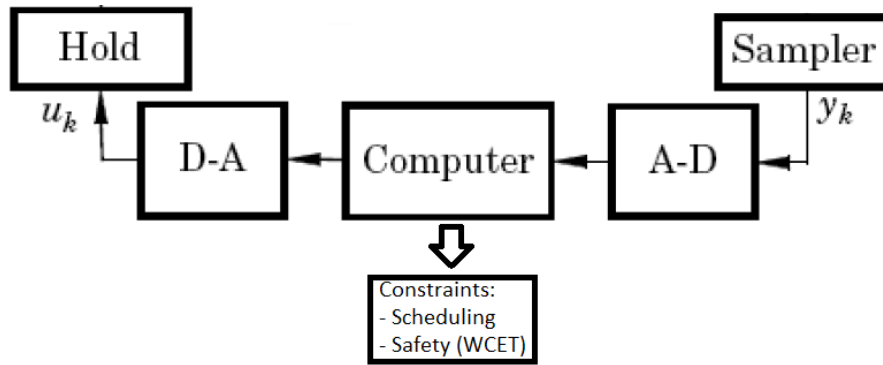 Hold
Sampler
u_k
y_k
D-A
Computer
A-D
Constraints:
- Scheduling
- Safety (WCET)